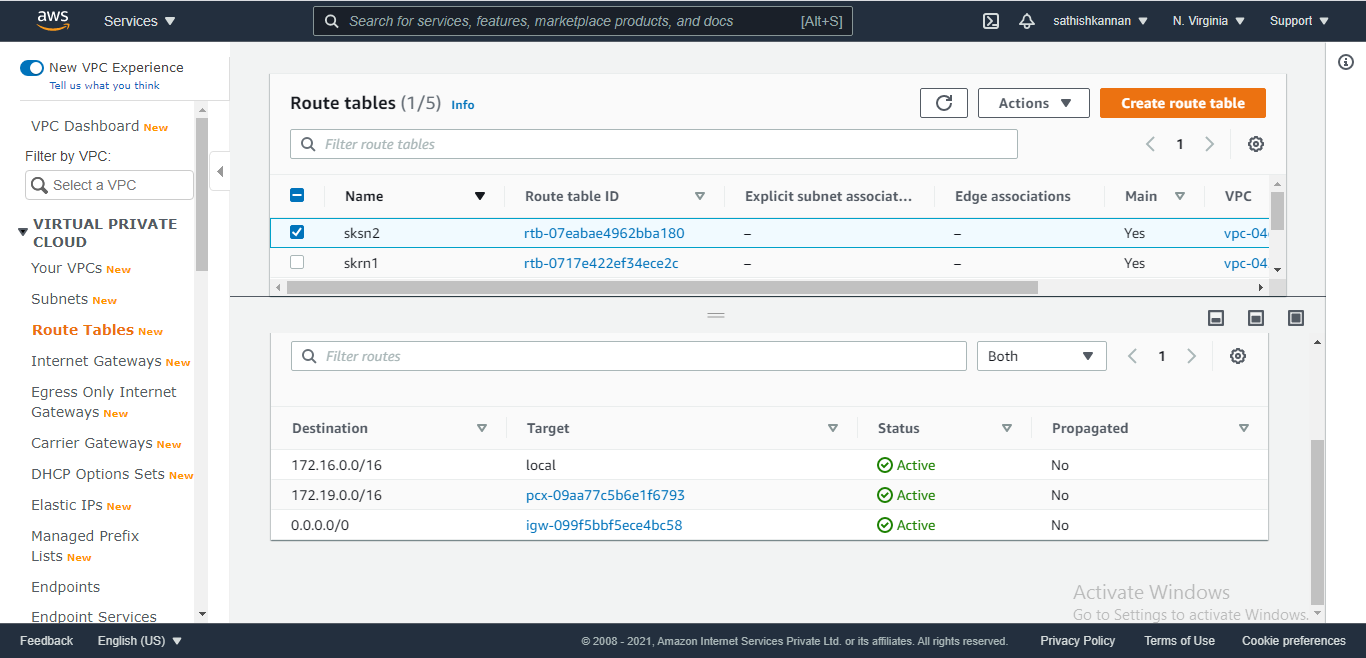 aws Services Search for services, features, marketplace products, and docs [Alt+S] sathishkannan N. Virginia Support
New VPC Experience
Tell us what you think
VPC Dashboard New
Filter by VPC:
Select a VPC
VIRTUAL PRIVATE
CLOUD
Your VPCs New
Subnets New
Route Tables New
Internet Gateways New
Egress Only Internet
Gateways New
Carrier Gateways New
DHCP Options Sets New
Elastic IPs New
Managed Prefix
Lists New
Endpoints
Endpoint Services
Route tables (1/5) Info Actions Create route table
Filter route tables 1
Name Route table ID Explicit subnet associat... Edge associations Main VPC
sksn2 rtb-07eabae4962bba180 – – Yes vpc-04
skrn1 rtb-0717e422ef34ece2c – – Yes vpc-04
Filter routes Both 1
Destination Target Status Propagated
172.16.0.0/16 local Active No
172.19.0.0/16 pcx-09aa77c5b6e1f6793 Active No
0.0.0.0/0 igw-099f5bbf5ece4bc58 Active No
Activate Windows
Go to Settings to activate Windows.
Feedback English (US) © 2008 - 2021, Amazon Internet Services Private Ltd. or its affiliates. All rights reserved. Privacy Policy Terms of Use Cookie preferences